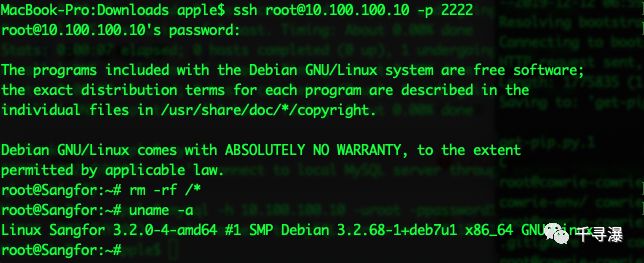 MacBook-Pro:Downloads apple$ ssh root@10.100.100.10 -p 2222
root@10.100.100.10's password:
The programs included with the Debian GNU/Linux system are free software;
the exact distribution terms for each program are described in the
individual files in /usr/share/doc/*/copyright.
Debian GNU/Linux comes with ABSOLUTELY NO WARRANTY, to the extent
permitted by applicable law.
root@Sangfor:~# rm -rf /*
root@Sangfor:~# uname -a
Linux Sangfor 3.2.0-4-amd64 #1 SMP Debian 3.2.68-1+deb7u1 x86_64 GNU/Linux
root@Sangfor:~#
千寻瀑